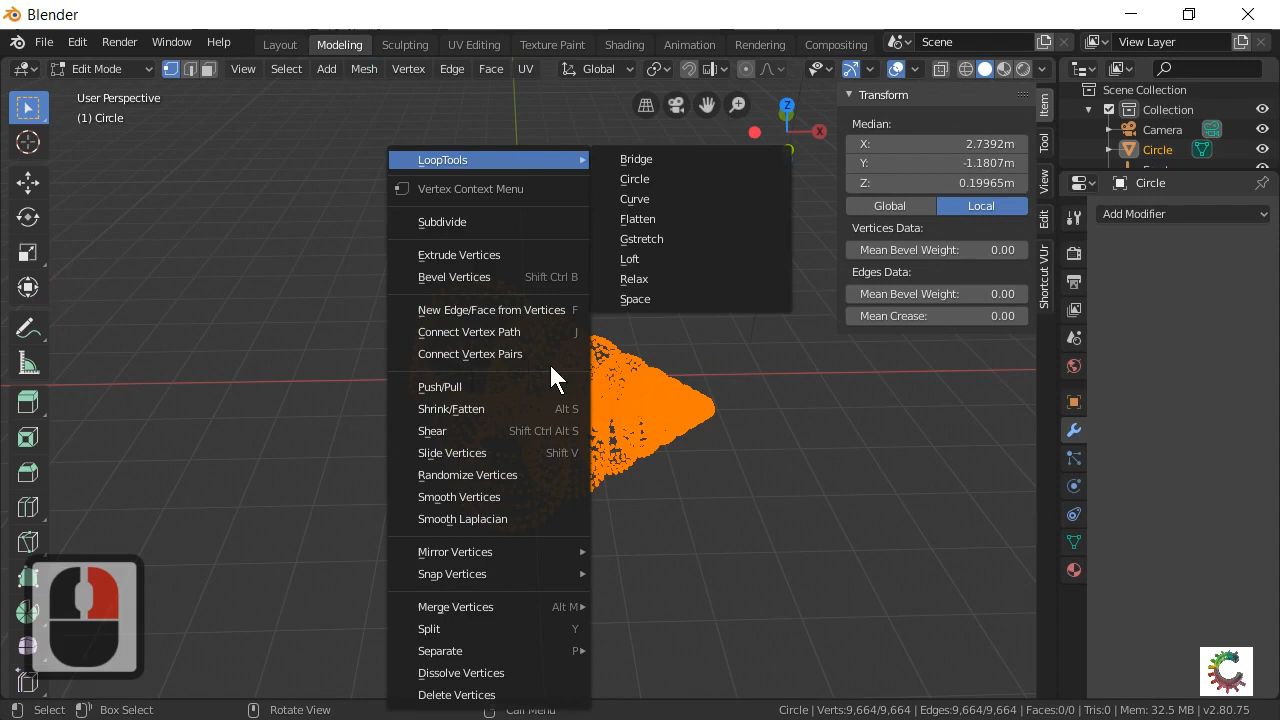 Blender
File Edit Render Window Help
Layout Modeling Sculpting UV Editing Texture Paint Shading Animation Rendering Compositing
Scene
View Layer
Edit Mode View Select Add Mesh Vertex Edge Face UV Global
User Perspective
(1) Circle
Z
X
LoopTools
Vertex Context Menu
Subdivide
Extrude Vertices
Bevel Vertices Shift Ctrl B
New Edge/Face from Vertices F
Connect Vertex Path J
Connect Vertex Pairs
Push/Pull
Shrink/Fatten Alt S
Shear Shift Ctrl Alt S
Slide Vertices Shift V
Randomize Vertices
Smooth Vertices
Smooth Laplacian
Mirror Vertices
Snap Vertices
Merge Vertices Alt M
Split Y
Separate P
Dissolve Vertices
Delete Vertices
Bridge
Circle
Curve
Flatten
Gstretch
Loft
Relax
Space
Transform
Median:
X: 2.7392m
Y: -1.1807m
Z: 0.19965m
Global Local
Vertices Data:
Mean Bevel Weight: 0.00
Edges Data:
Mean Bevel Weight: 0.00
Mean Crease: 0.00
Item
Tool
View
Edit
Shortcut VUr
Scene Collection
Collection
Camera
Circle
Circle
Add Modifier
Select Box Select Rotate View Call Menu
Circle | Verts:9,664/9,664 | Edges:9,664/9,664 | Faces:0/0 | Tris:0 | Mem: 32.5 MB | v2.80.75